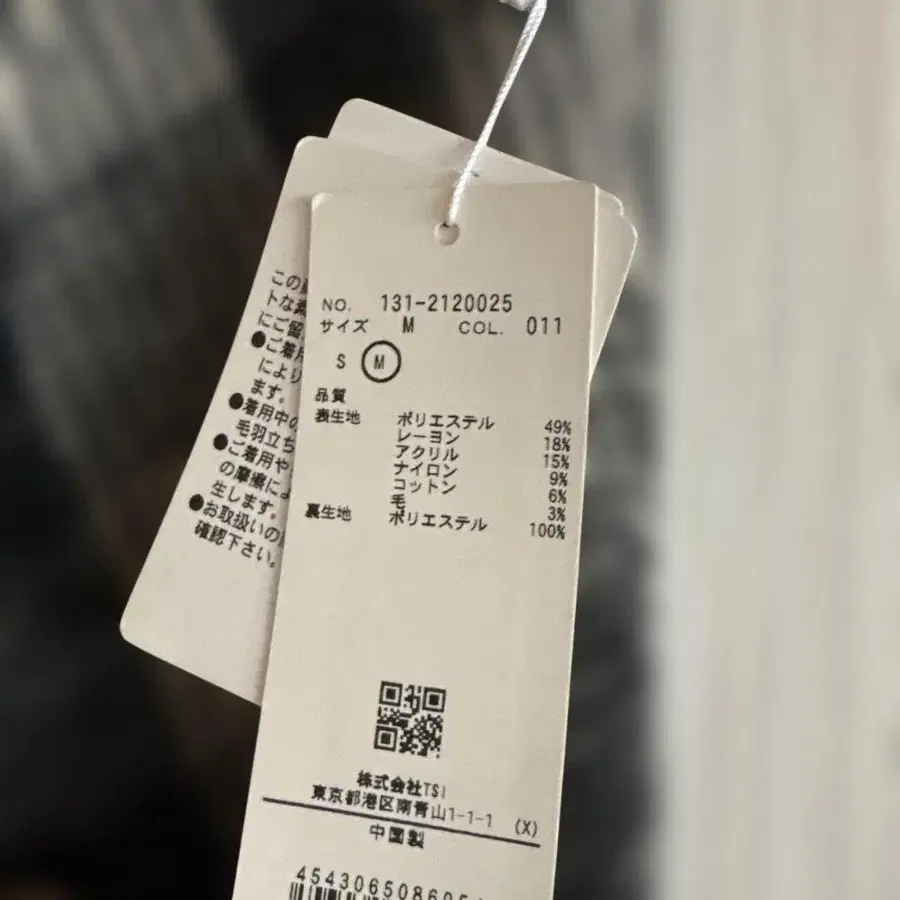 NO. 131-2120025
サイズ M COL. 011
S M
品質
表生地 ポリエステル 49%
レーヨン 18%
アクリル 15%
ナイロン 9%
コットン 6%
毛 3%
裏生地 ポリエステル 100%
株式会社TSI
東京都港区南青山1-1-1 (X)
中国製
454306508605
この
トな
にご留
●ご着用
により
ます。
●着用中の
毛羽立ち
●ご着用や
の摩擦によ
生します。
●お取扱いの
確認下さい。